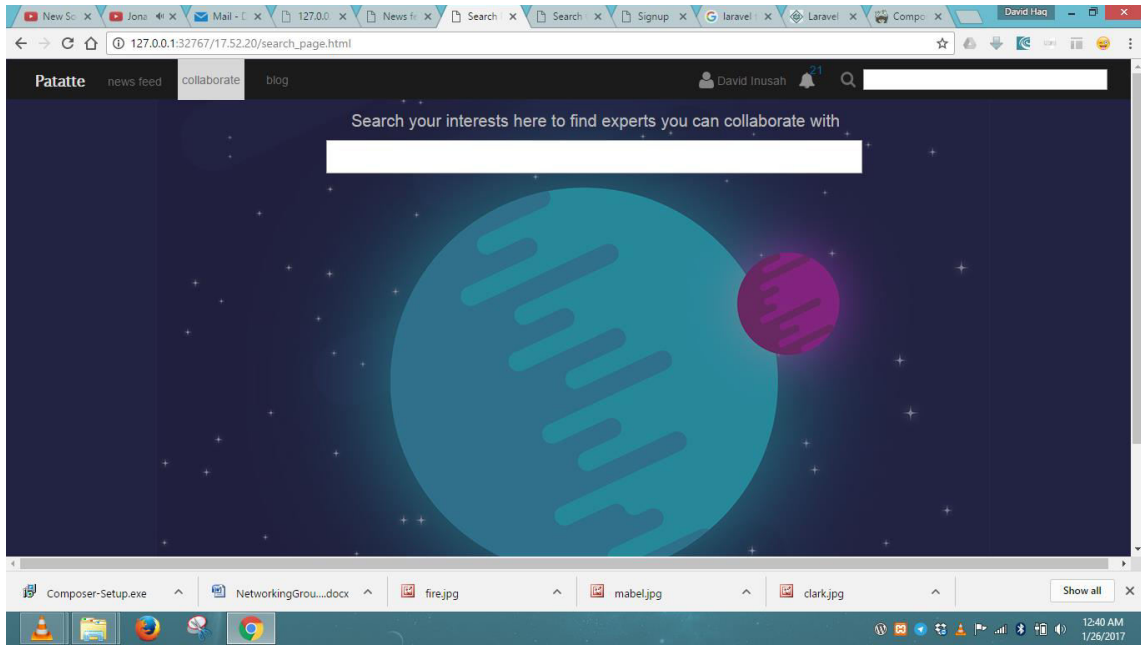 New So Jona Mail - D 127.0.0. News fe Search Search Signup laravel Laravel Compo David Haq
127.0.0.1:32767/17.52.20/search_page.html
Patatte news feed collaborate blog David Inusah 21
Search your interests here to find experts you can collaborate with
Composer-Setup.exe NetworkingGrou....docx fire.jpg mabel.jpg clark.jpg Show all
12:40 AM
1/26/2017